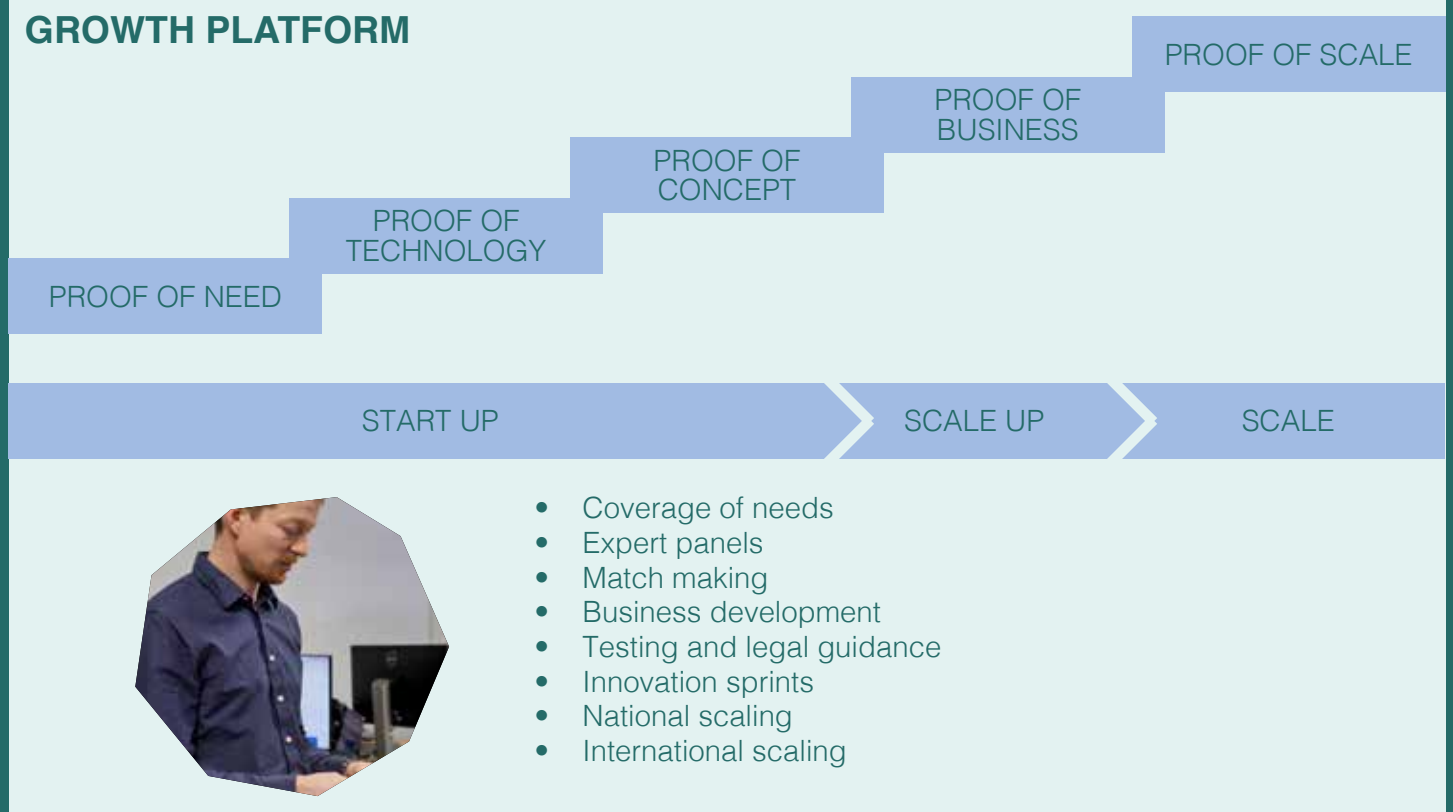 GROWTH PLATFORM
PROOF OF SCALE
PROOF OF
BUSINESS
PROOF OF
CONCEPT
PROOF OF
TECHNOLOGY
PROOF OF NEED
START UP
SCALE UP
SCALE
• Coverage of needs
• Expert panels
• Match making
• Business development
• Testing and legal guidance
• Innovation sprints
• National scaling
• International scaling